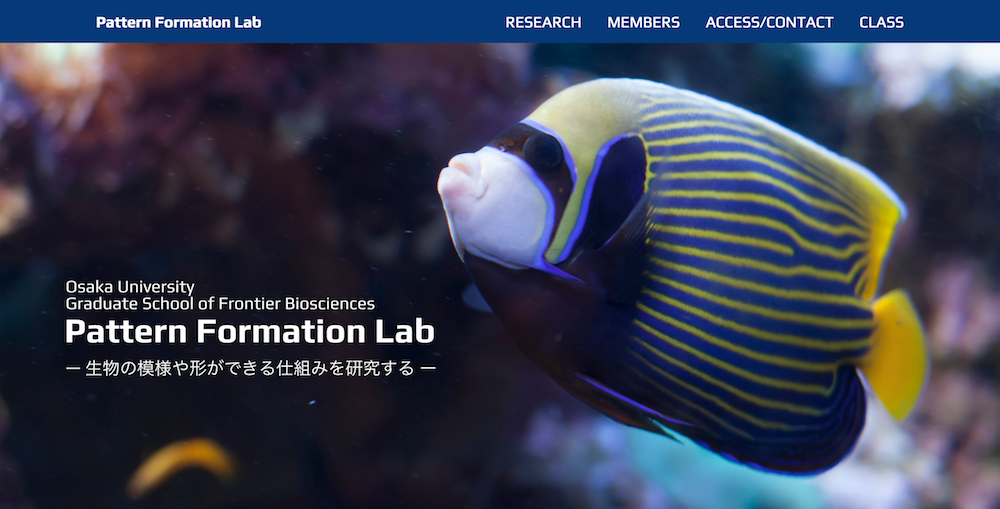 Pattern Formation Lab
RESEARCH MEMBERS ACCESS/CONTACT CLASS
Osaka University
Graduate School of Frontier Biosciences
Pattern Formation Lab
ー 生物の模様や形ができる仕組みを研究する ー